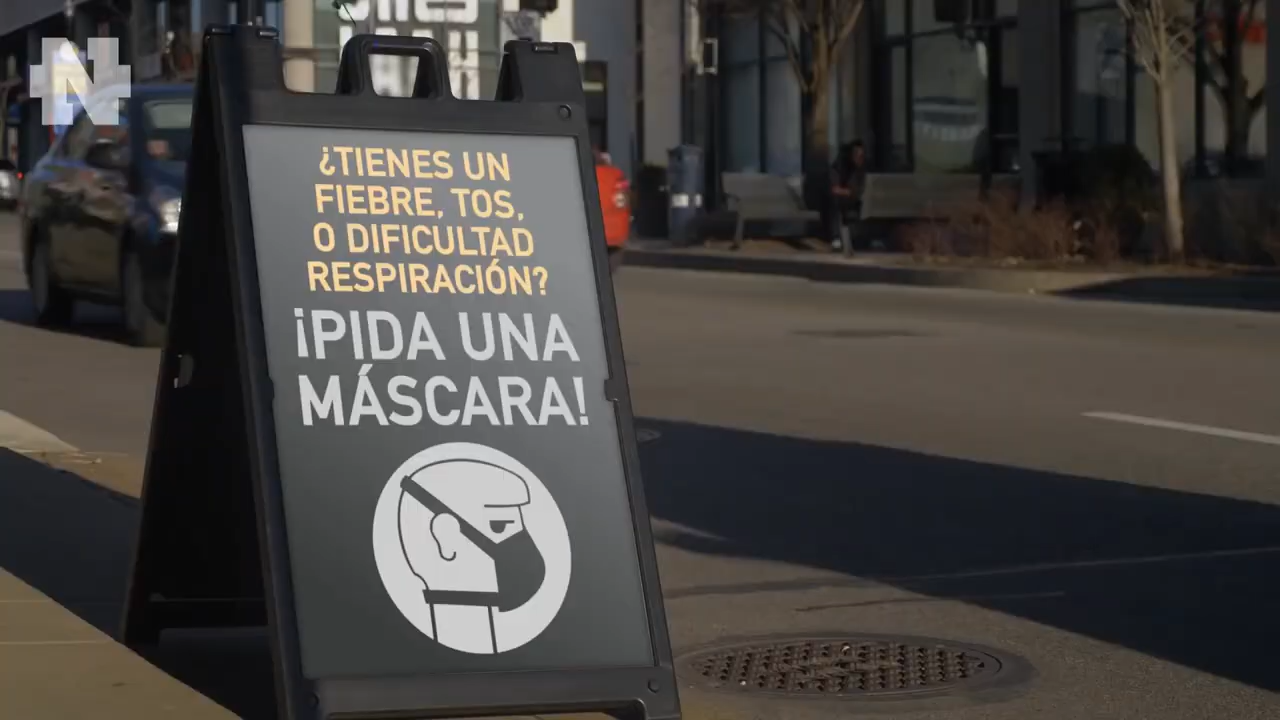 N
¿TIENES UN
FIEBRE, TOS,
O DIFICULTAD
RESPIRACIÓN?
¡PIDA UNA
MÁSCARA!